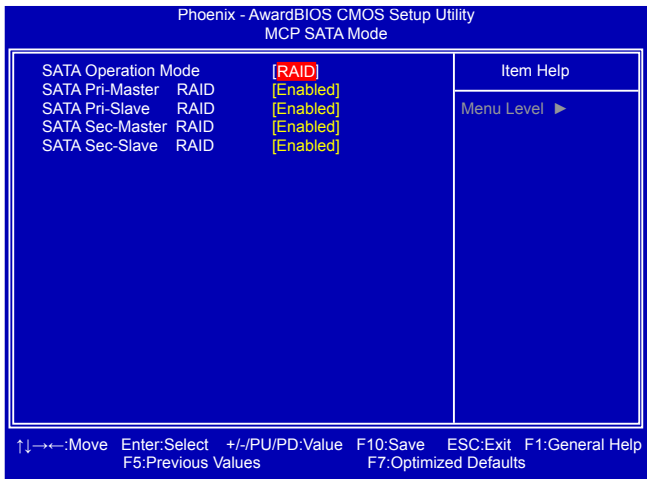 Phoenix - AwardBIOS CMOS Setup Utility
MCP SATA Mode
SATA Operation Mode [RAID]
SATA Pri-Master RAID [Enabled]
SATA Pri-Slave RAID [Enabled]
SATA Sec-Master RAID [Enabled]
SATA Sec-Slave RAID [Enabled]
Item Help
Menu Level ►
↑↓→←:Move Enter:Select +/-/PU/PD:Value F10:Save ESC:Exit F1:General Help
F5:Previous Values F7:Optimized Defaults